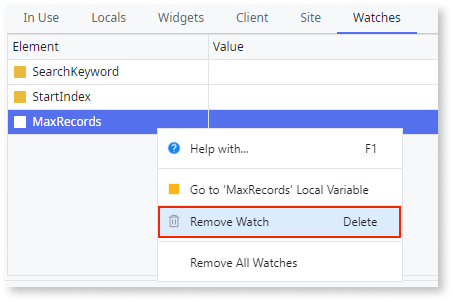 In Use Locals Widgets Client Site Watches
Element Value
SearchKeyword
StartIndex
MaxRecords
Help with... F1
Go to 'MaxRecords' Local Variable
Remove Watch Delete
Remove All Watches